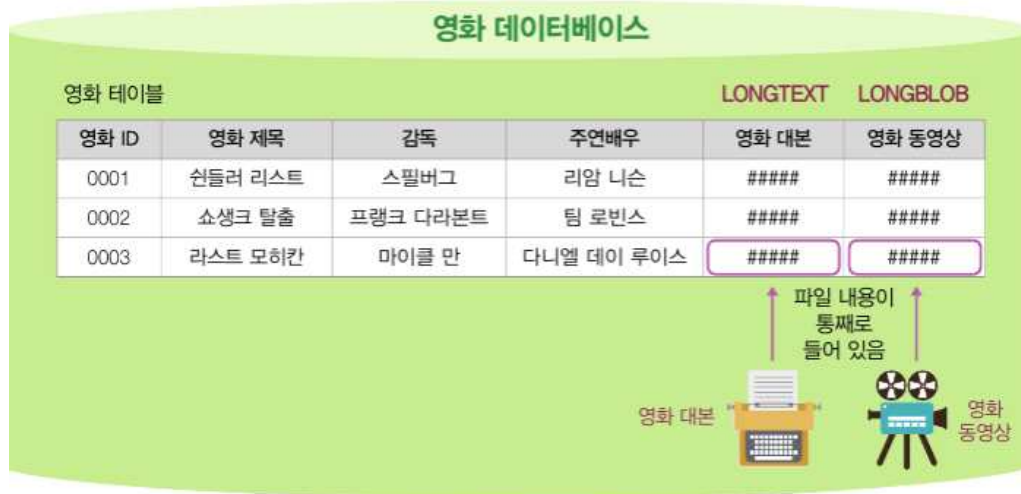 영화 데이터베이스
영화 테이블 LONGTEXT LONGBLOB
영화 ID 영화 제목 감독 주연배우 영화 대본 영화 동영상
0001 쉰들러 리스트 스필버그 리암 니슨 ##### #####
0002 쇼생크 탈출 프랭크 다라본트 팀 로빈스 ##### #####
0003 라스트 모히칸 마이클 만 다니엘 데이 루이스 ##### #####
파일 내용이
통째로
들어 있음
영화 대본
영화
동영상